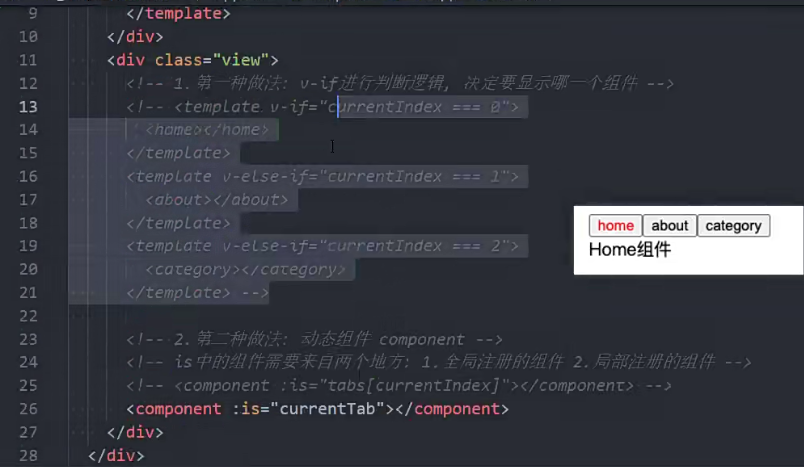 9 </template>
10 </div>
11 <div class="view">
12 <!-- 1.第一种做法: v-if进行判断逻辑, 决定要显示哪一个组件 -->
13 <!-- <template v-if="currentIndex === 0">
14 <home></home>
15 </template>
16 <template v-else-if="currentIndex === 1">
17 <about></about>
18 </template>
19 <template v-else-if="currentIndex === 2">
20 <category></category>
21 </template> -->
22
23 <!-- 2.第二种做法: 动态组件 component -->
24 <!-- is中的组件需要来自两个地方: 1.全局注册的组件 2.局部注册的组件 -->
25 <!-- <component :is="tabs[currentIndex]"></component> -->
26 <component :is="currentTab"></component>
27 </div>
28 </div>
home about category
Home组件